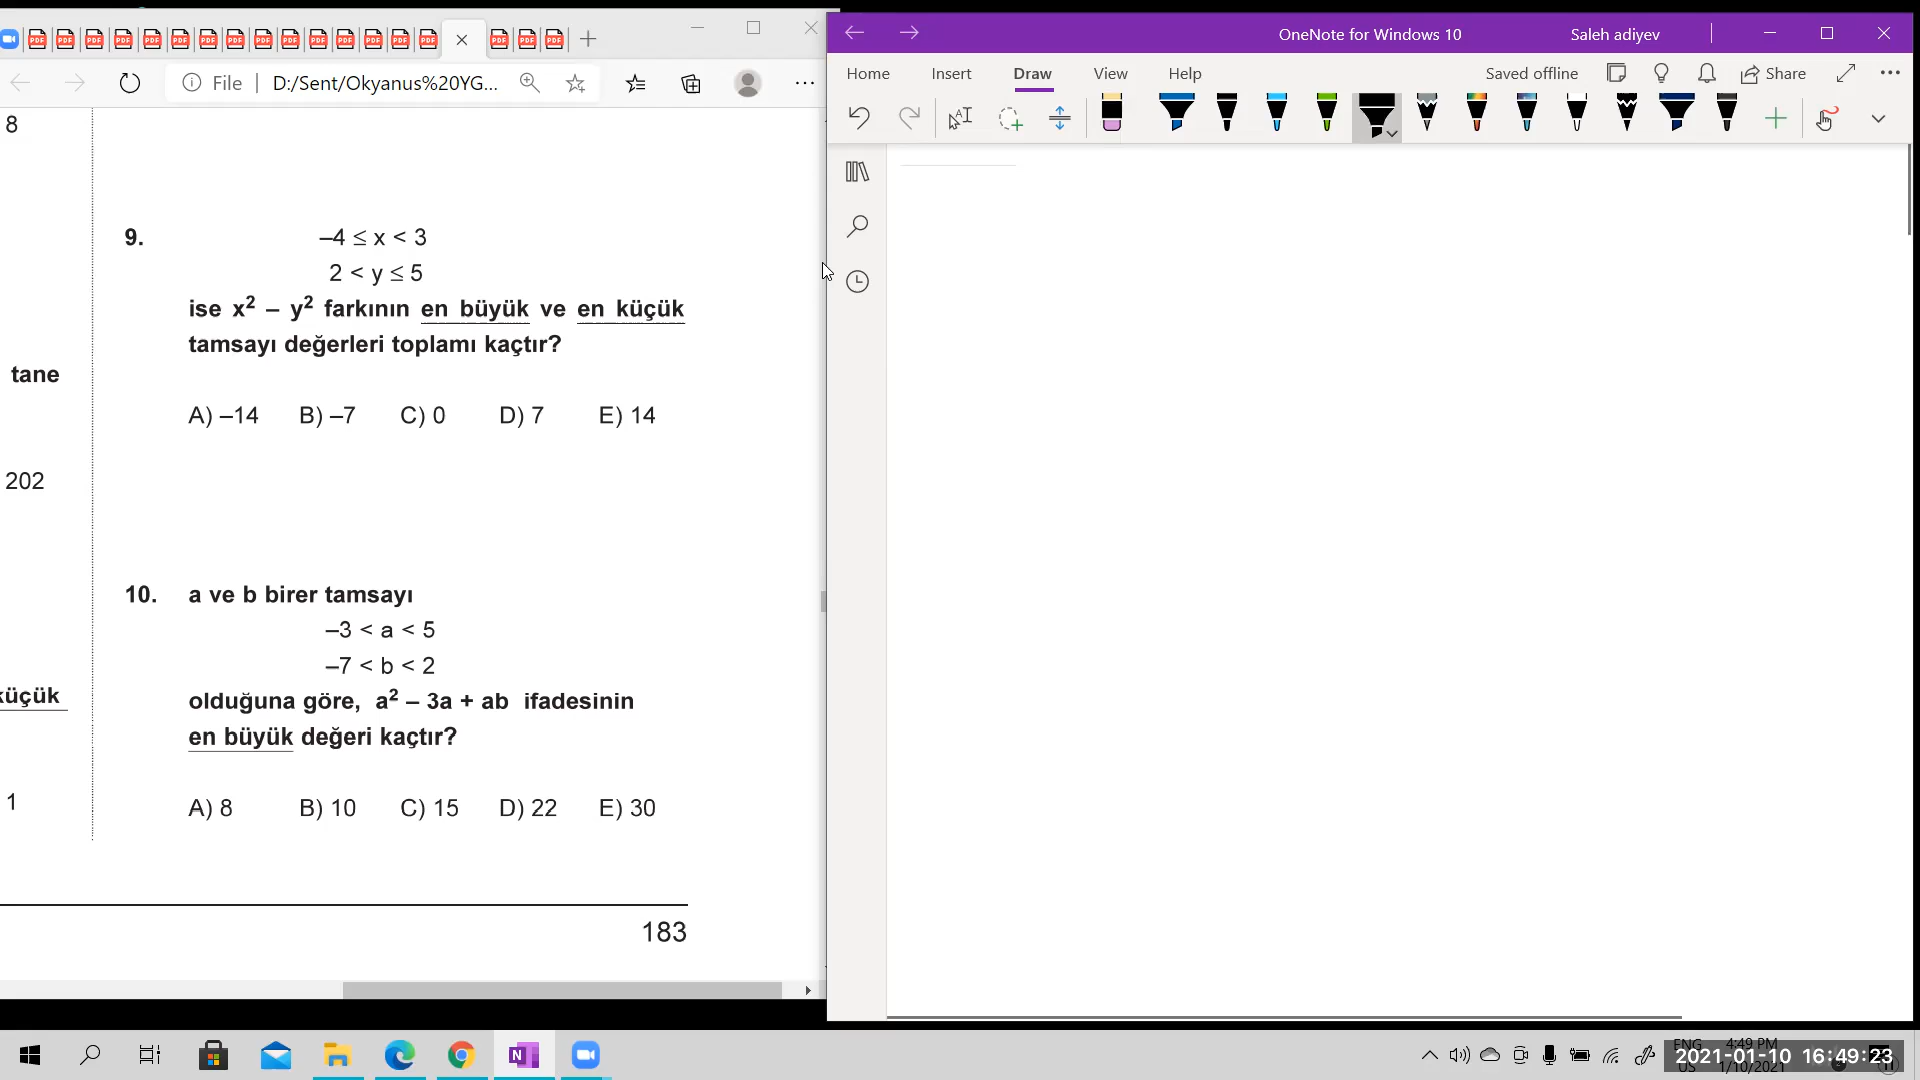 File
D:/Sent/Okyanus%20YG...
8
tane
202
küçük
1
9.
–4 ≤ x < 3
2 < y ≤ 5
ise x² – y² farkının en büyük ve en küçük
tamsayı değerleri toplamı kaçtır?
A) –14 B) –7 C) 0 D) 7 E) 14
10. a ve b birer tamsayı
–3 < a < 5
–7 < b < 2
olduğuna göre, a² – 3a + ab ifadesinin
en büyük değeri kaçtır?
A) 8 B) 10 C) 15 D) 22 E) 30
183
OneNote for Windows 10
Saleh adiyev
Home Insert Draw View Help
Saved offline
Share
ENG
US
4:49 PM
1/10/2021
2021-01-10 16:49:23